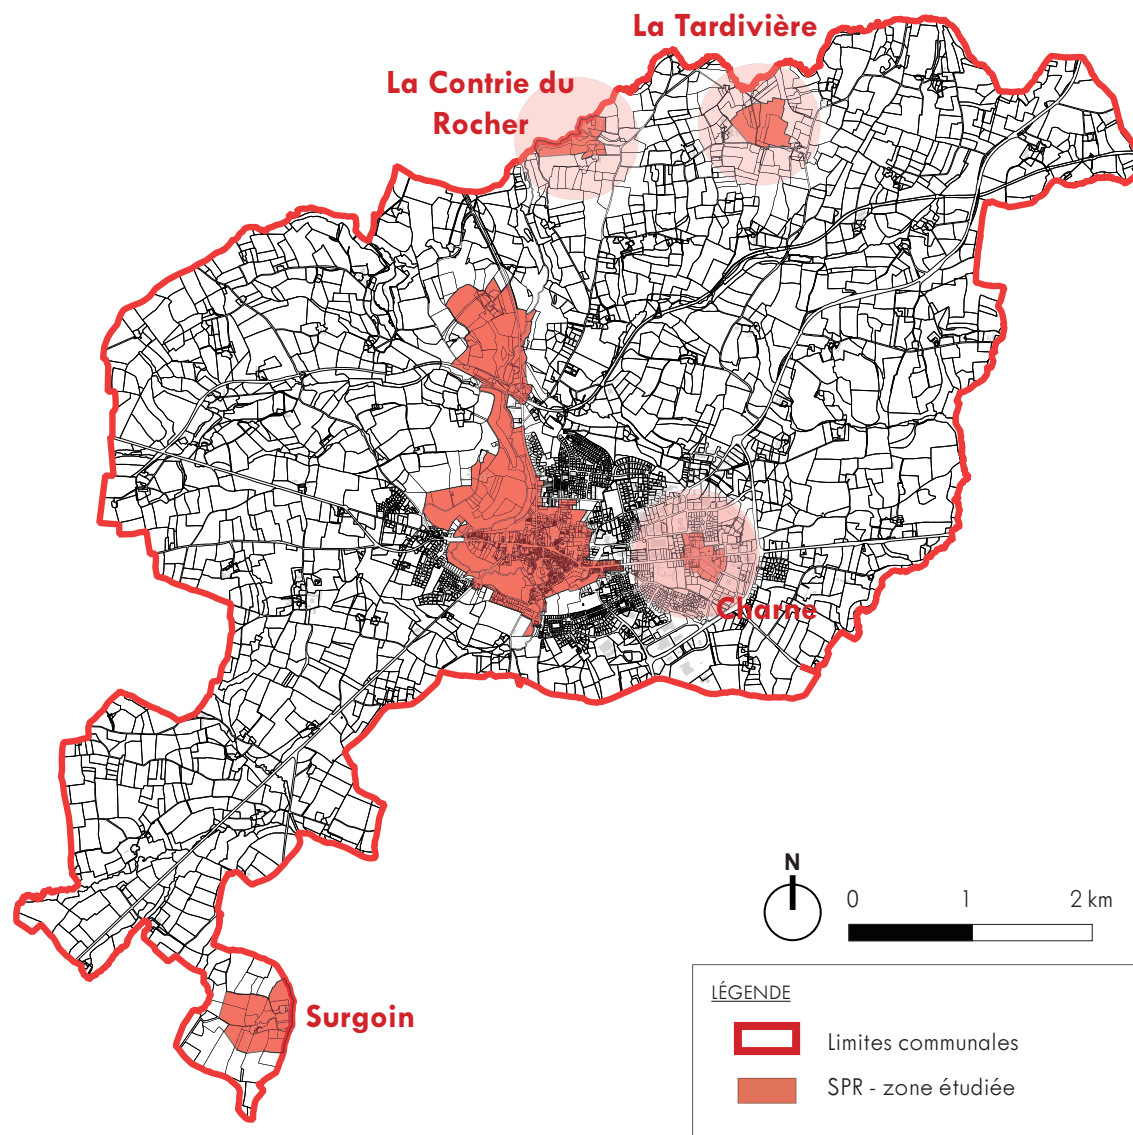 La Tardivière
La Contrie du
Rocher
Charne
N
0 1 2 km
Surgoin
LÉGENDE
Limites communales
SPR - zone étudiée